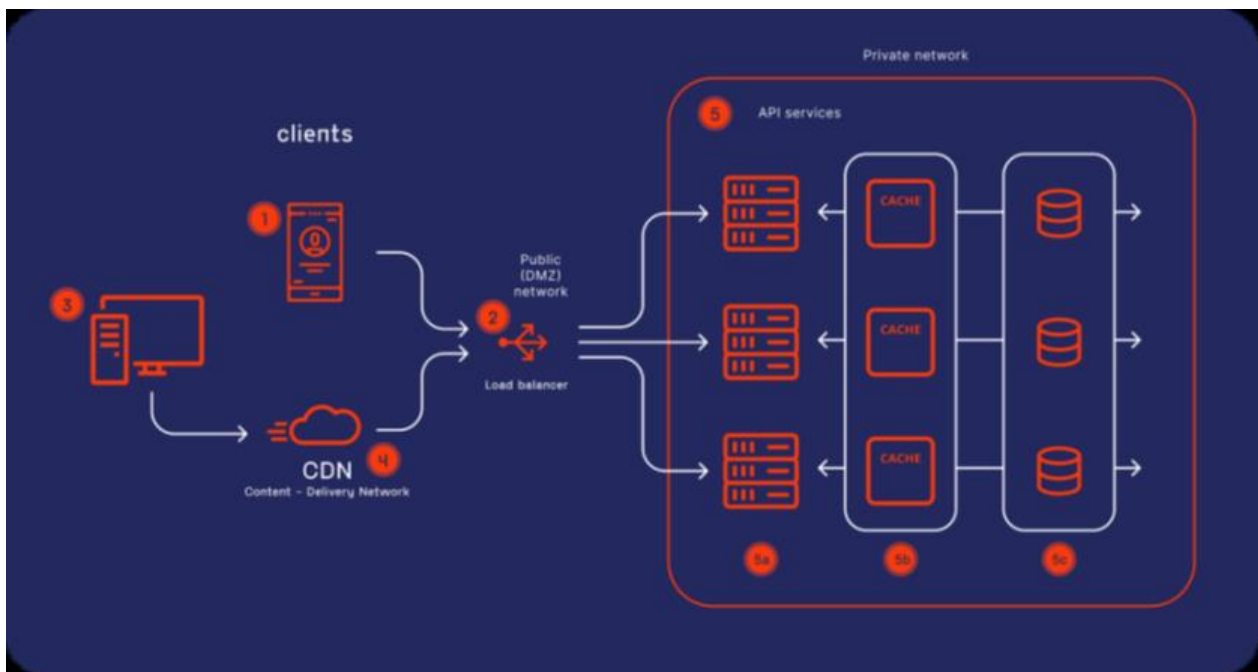 Private network
5
API services
clients
1
CACHE
Public
(DMZ)
network
3
2
CACHE
Load balancer
CACHE
4
CDN
Content - Delivery Network
5a
5b
5c